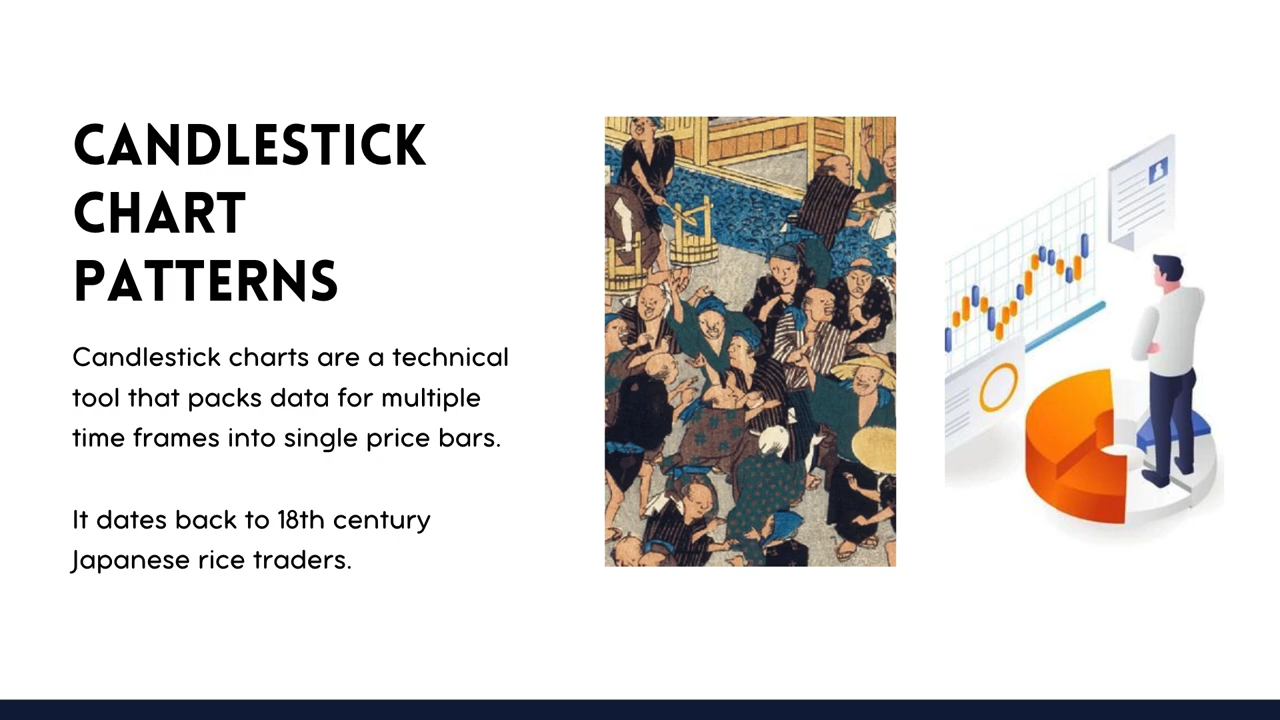 CANDLESTICK
CHART
PATTERNS
Candlestick charts are a technical
tool that packs data for multiple
time frames into single price bars.
It dates back to 18th century
Japanese rice traders.